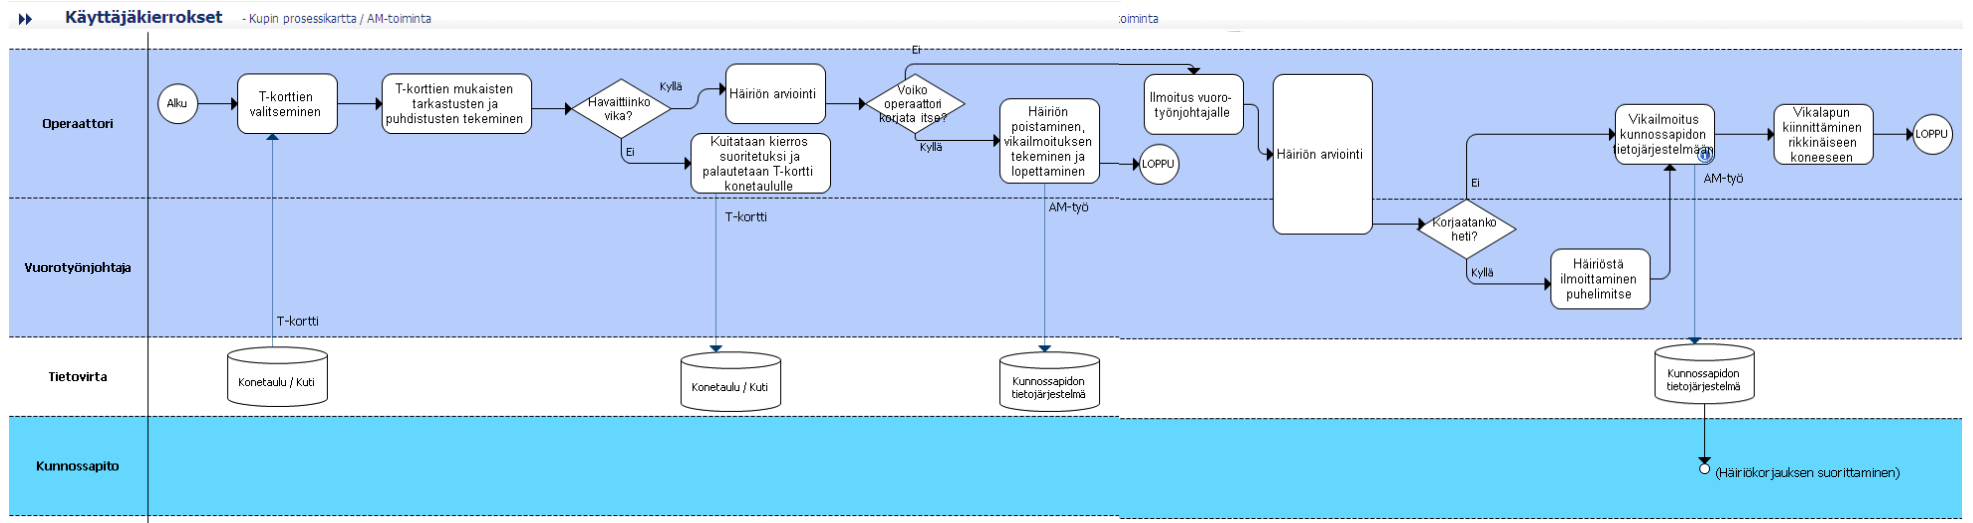 Käyttäjäkierrokset
- Kupin prosessikartta / AM-toiminta
oiminta
Operaattori
Alku
T-korttien
valitseminen
T-korttien mukaisten
tarkastusten ja
puhdistusten tekeminen
Havaittiinko
vika?
Kyllä
Ei
Häiriön arviointi
Kuitataan kierros
suoritetuksi ja
palautetaan T-kortti
konetaululle
Voiko
operaattori
korjata itse?
Ei
Kyllä
Häiriön
poistaminen,
vikailmoituksen
tekeminen ja
lopettaminen
LOPPU
Ilmoitus vuoro-
työnjohtajalle
Häiriön arviointi
Korjaatanko
heti?
Ei
Kyllä
Häiriöstä
ilmoittaminen
puhelimitse
Vikailmoitus
kunnossapidon
tietojärjestelmään
i
Vikalapun
kiinnittäminen
rikkinäiseen
koneeseen
LOPPU
AM-työ
T-kortti
AM-työ
Vuorotyönjohtaja
T-kortti
Tietovirta
Konetaulu / Kuti
Konetaulu / Kuti
Kunnossapidon
tietojärjestelmä
Kunnossapidon
tietojärjestelmä
Kunnossapito
(Häiriökorjauksen suorittaminen)